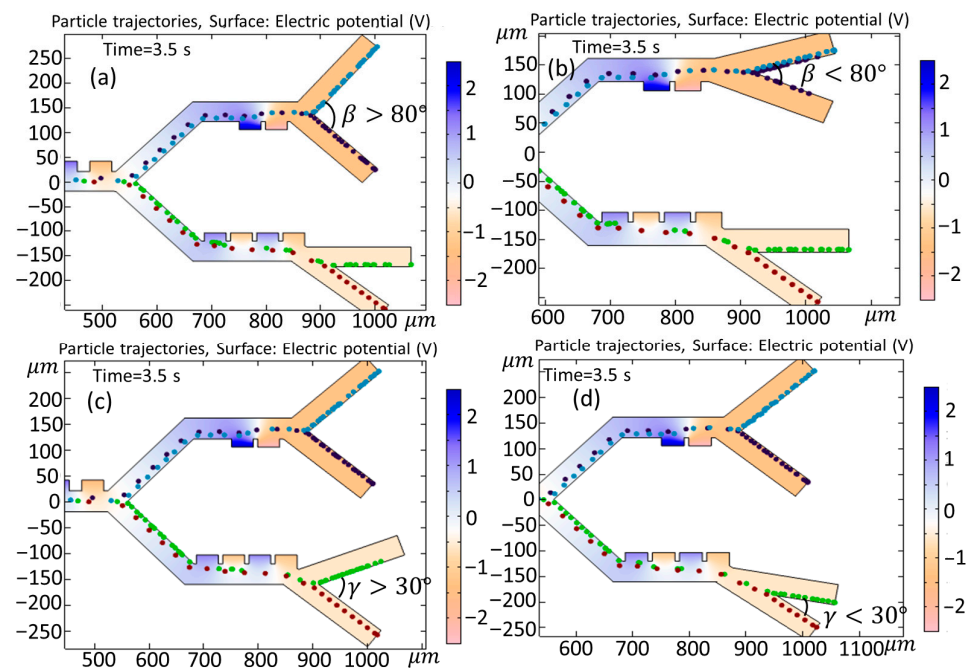 Particle trajectories, Surface: Electric potential (V)
Time=3.5 s
(a)
β > 80°
250
200
150
100
50
0
−50
−100
−150
−200
500 600 700 800 900 1000 μm
2
1
0
−1
−2
Particle trajectories, Surface: Electric potential (V)
μm
Time=3.5 s
(b)
β < 80°
150
100
50
0
−50
−100
−150
−200
600 700 800 900 1000 μm
2
1
0
−1
−2
Particle trajectories, Surface: Electric potential (V)
μm
Time=3.5 s
(c)
γ > 30°
200
150
100
50
0
−50
−100
−150
−200
−250
500 600 700 800 900 1000 μm
2
1
0
−1
−2
Particle trajectories, Surface: Electric potential (V)
μm
Time=3.5 s
(d)
γ < 30°
200
150
100
50
0
−50
−100
−150
−200
−250
600 700 800 900 1000 1100 μm
2
1
0
−1
−2